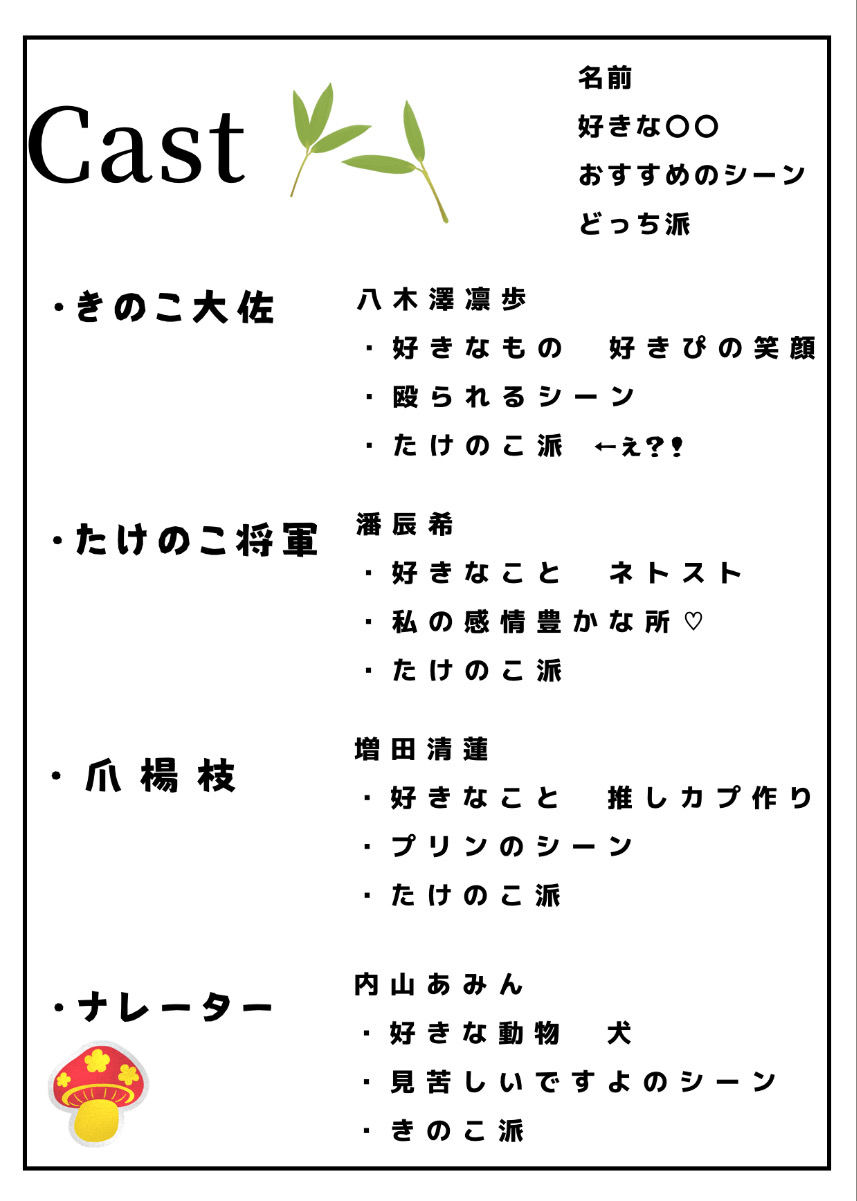 Cast
名前
好きな〇〇
おすすめのシーン
どっち派
・きのこ大佐
八木澤凛歩
・好きなもの　好きぴの笑顔
・殴られるシーン
・たけのこ派　←え？！
・たけのこ将軍
潘辰希
・好きなこと　ネトスト
・私の感情豊かな所♡
・たけのこ派
・爪楊枝
増田清蓮
・好きなこと　推しカプ作り
・プリンのシーン
・たけのこ派
・ナレーター
内山あみん
・好きな動物　犬
・見苦しいですよのシーン
・きのこ派